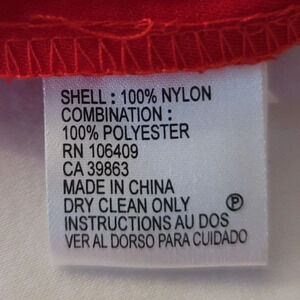 SHELL : 100% NYLON
COMBINATION :
100% POLYESTER
RN 106409
CA 39863
MADE IN CHINA
DRY CLEAN ONLY Ⓟ
INSTRUCTIONS AU DOS
VER AL DORSO PARA CUIDADO